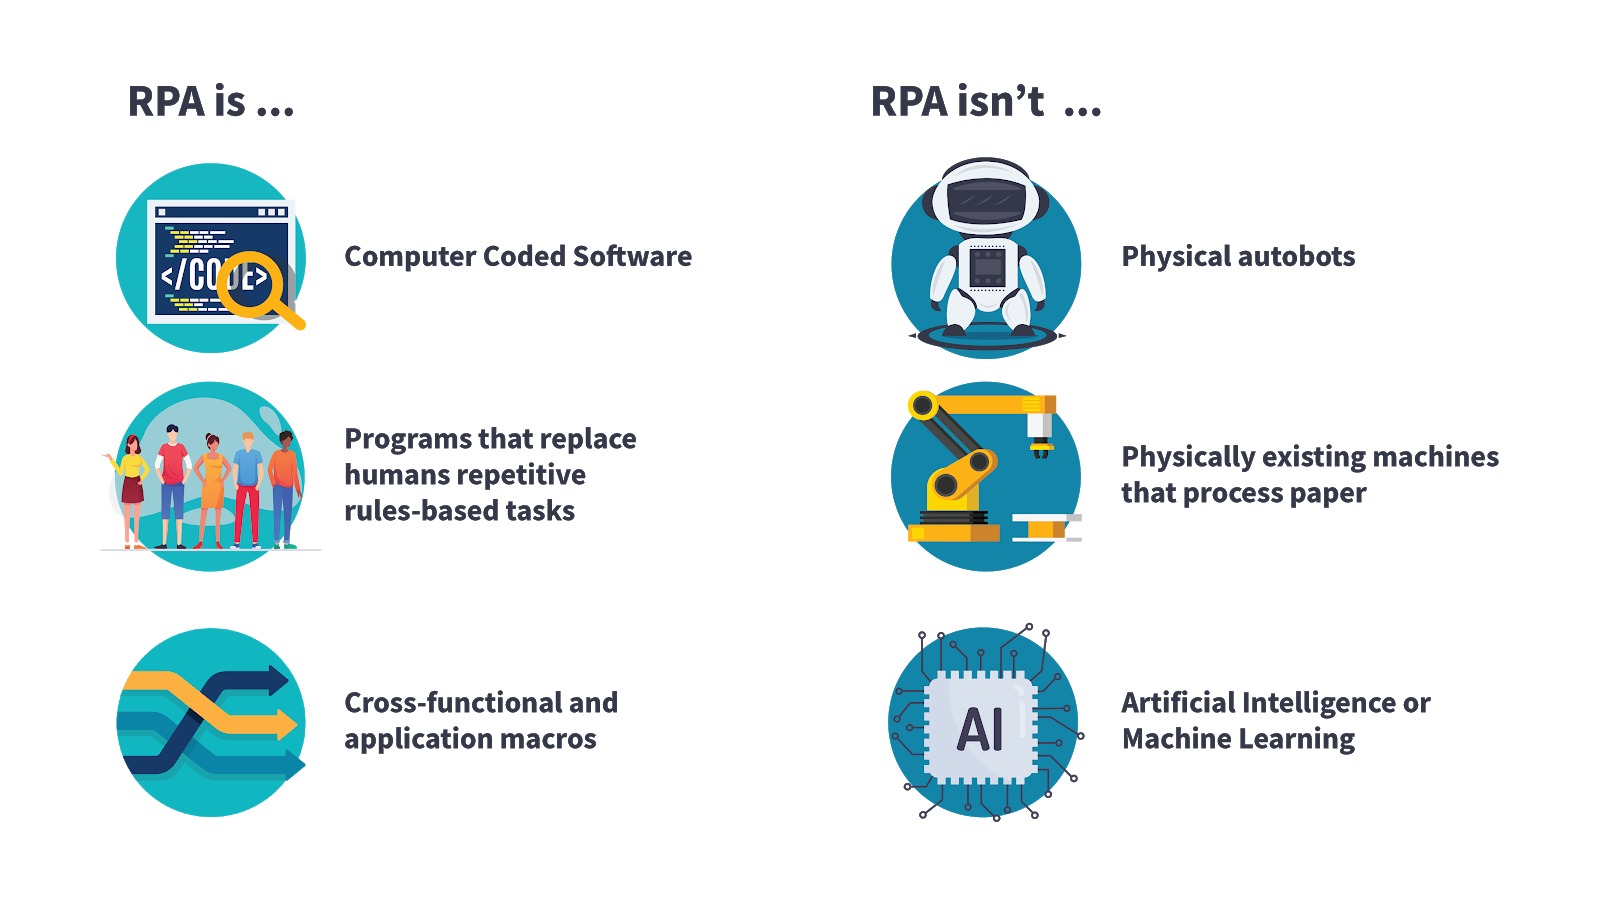 RPA is ...
Computer Coded Software
</CODE>
Programs that replace
humans repetitive
rules-based tasks
Cross-functional and
application macros
RPA isn’t ...
Physical autobots
Physically existing machines
that process paper
AI
Artificial Intelligence or
Machine Learning